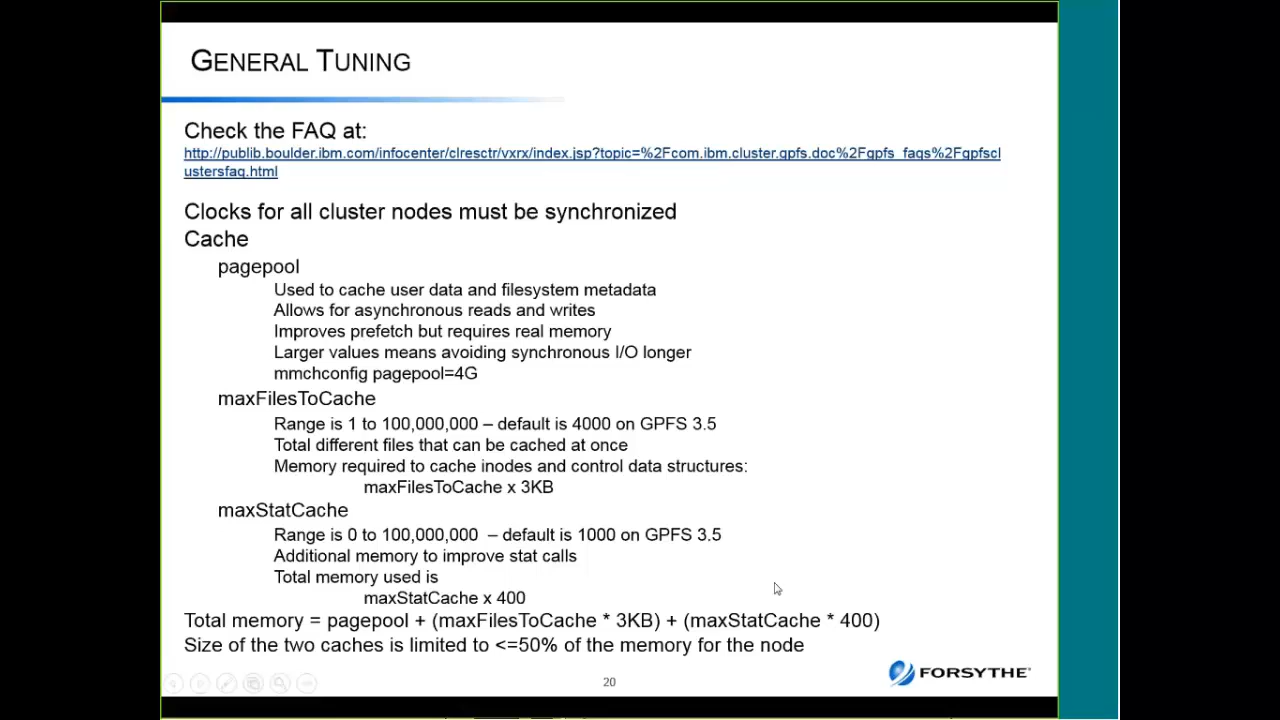 GENERAL TUNING
Check the FAQ at:
http://publib.boulder.ibm.com/infocenter/clresctr/vxrx/index.jsp?topic=%2Fcom.ibm.cluster.gpfs.doc%2Fgpfs_faqs%2Fgpfscl
ustersfaq.html
Clocks for all cluster nodes must be synchronized
Cache
pagepool
Used to cache user data and filesystem metadata
Allows for asynchronous reads and writes
Improves prefetch but requires real memory
Larger values means avoiding synchronous I/O longer
mmchconfig pagepool=4G
maxFilesToCache
Range is 1 to 100,000,000 – default is 4000 on GPFS 3.5
Total different files that can be cached at once
Memory required to cache inodes and control data structures:
maxFilesToCache x 3KB
maxStatCache
Range is 0 to 100,000,000 – default is 1000 on GPFS 3.5
Additional memory to improve stat calls
Total memory used is
maxStatCache x 400
Total memory = pagepool + (maxFilesToCache * 3KB) + (maxStatCache * 400)
Size of the two caches is limited to <=50% of the memory for the node
20
FORSYTHE